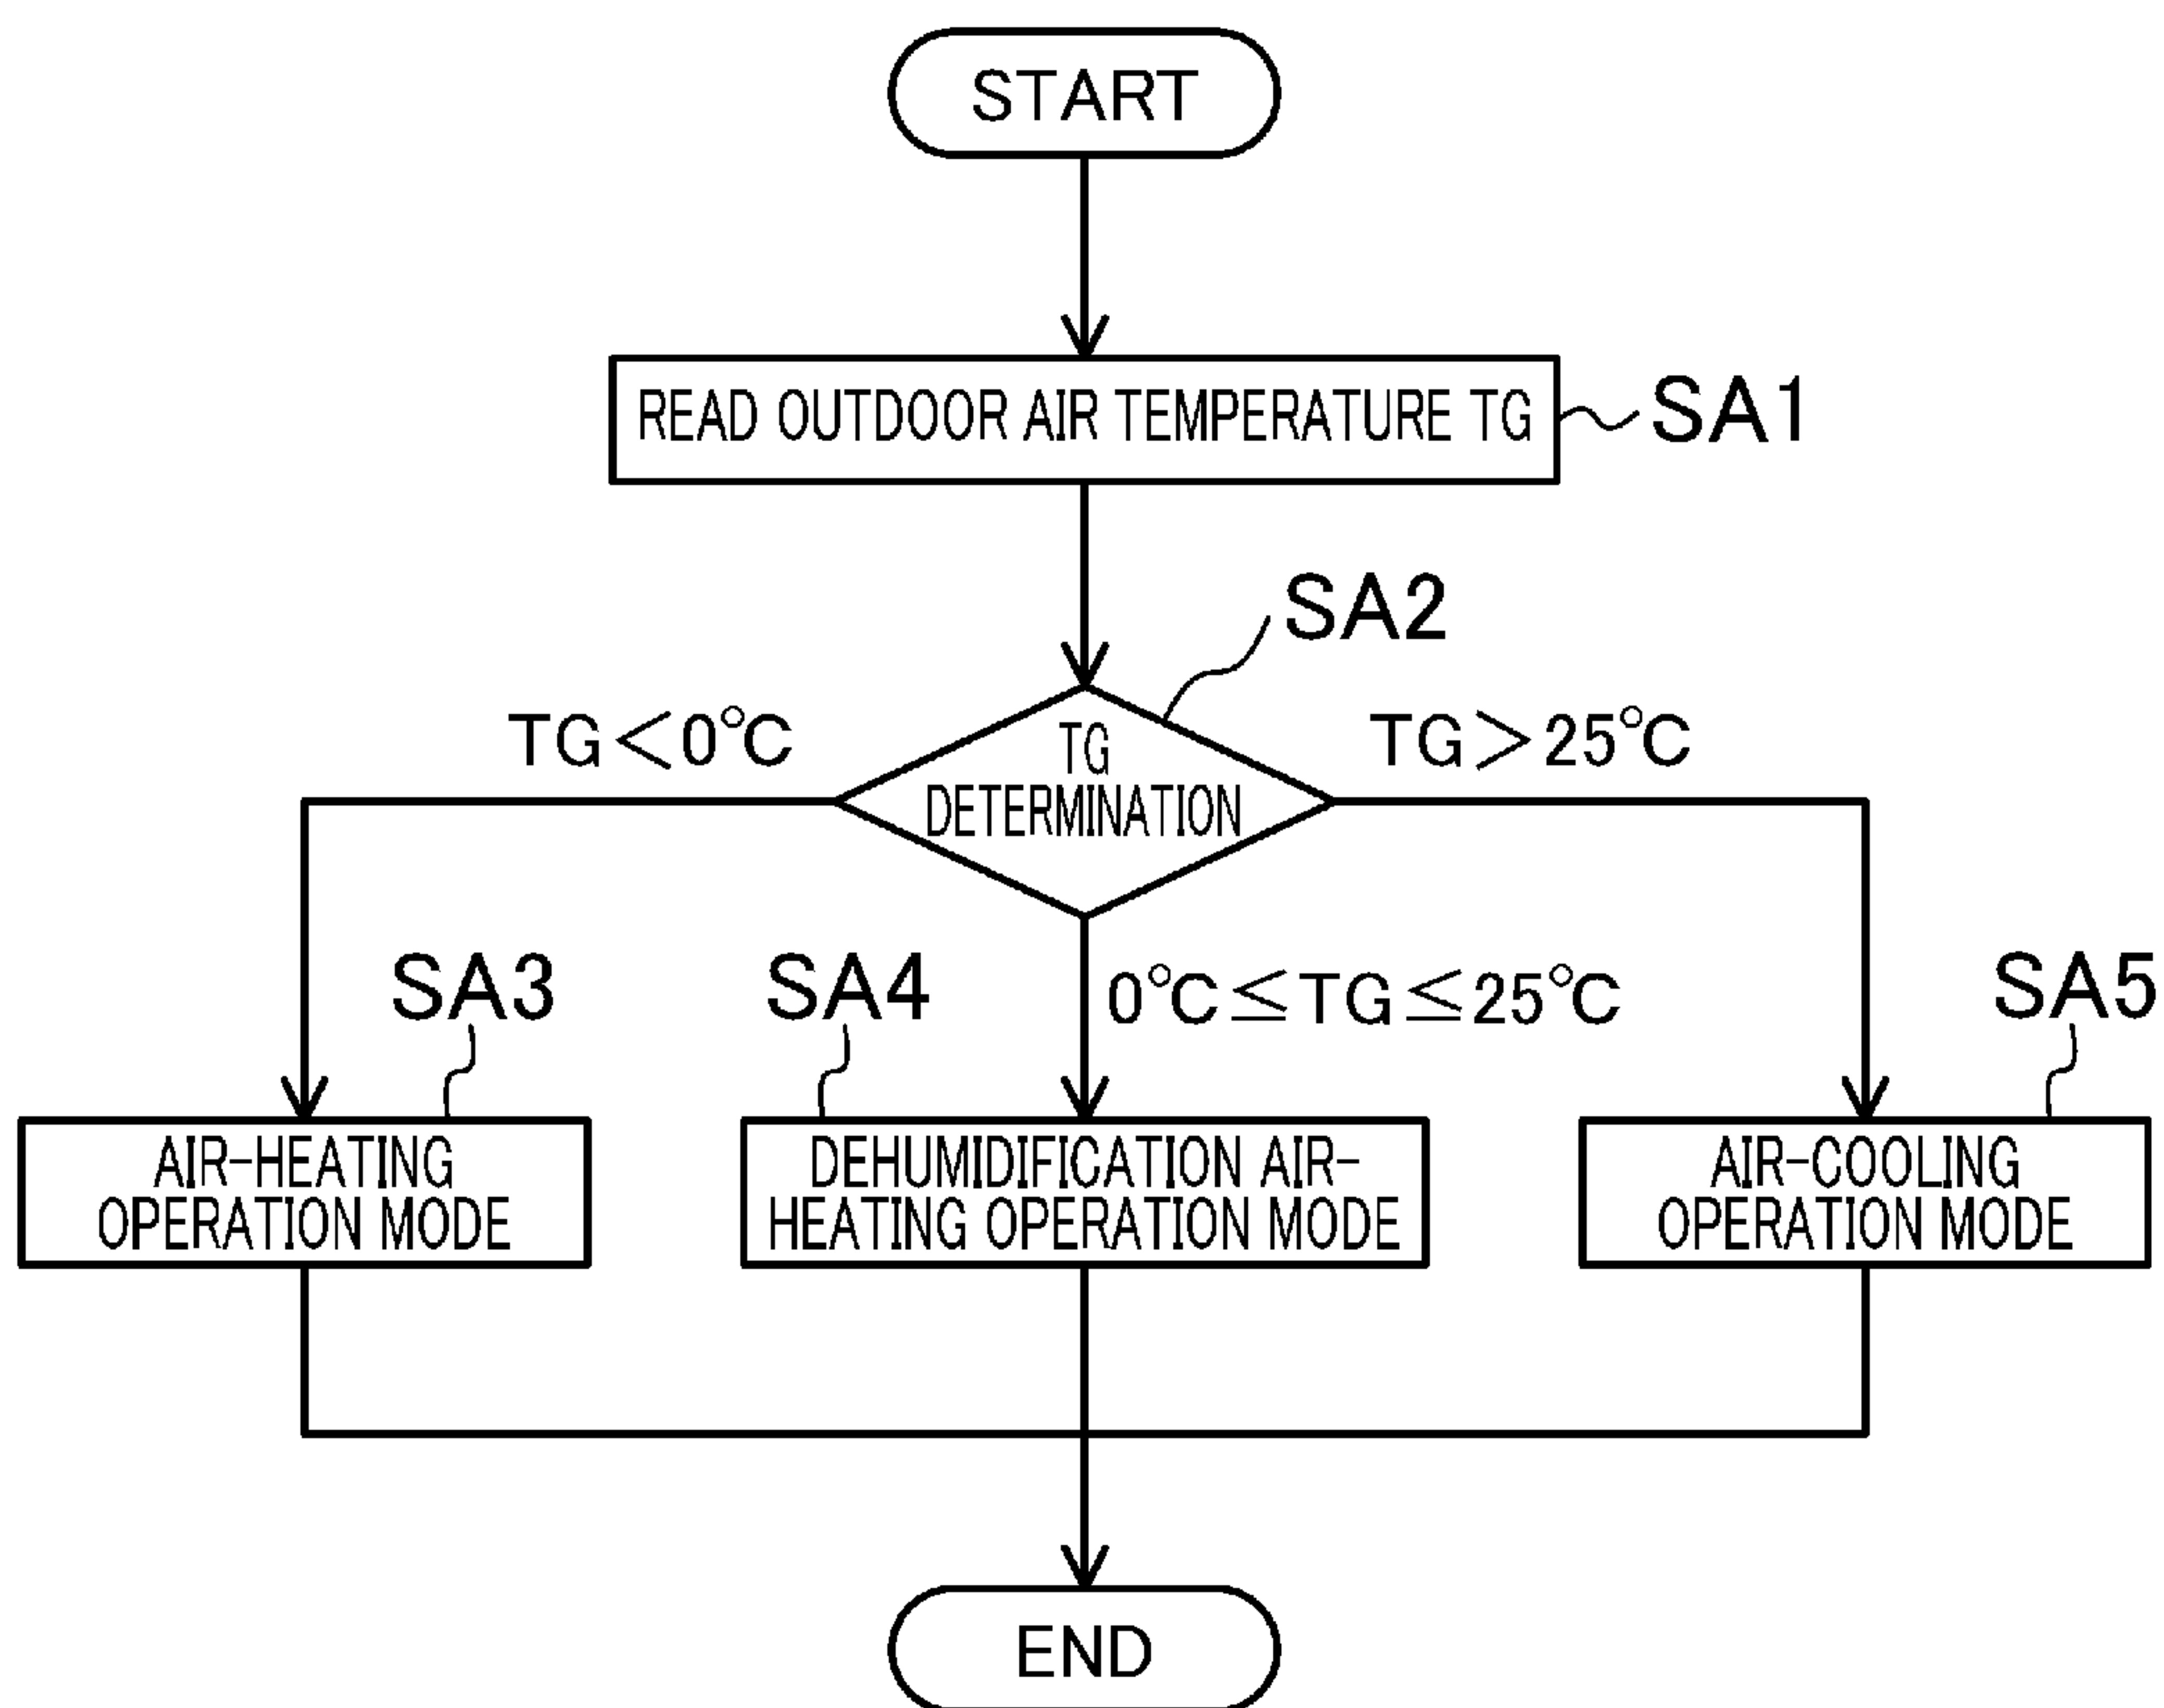 START
READ OUTDOOR AIR TEMPERATURE TG
SA1
SA2
TG<0℃
TG
DETERMINATION
TG>25℃
SA3
SA4
0℃≦TG≦25℃
SA5
AIR-HEATING
OPERATION MODE
DEHUMIDIFICATION AIR-
HEATING OPERATION MODE
AIR-COOLING
OPERATION MODE
END